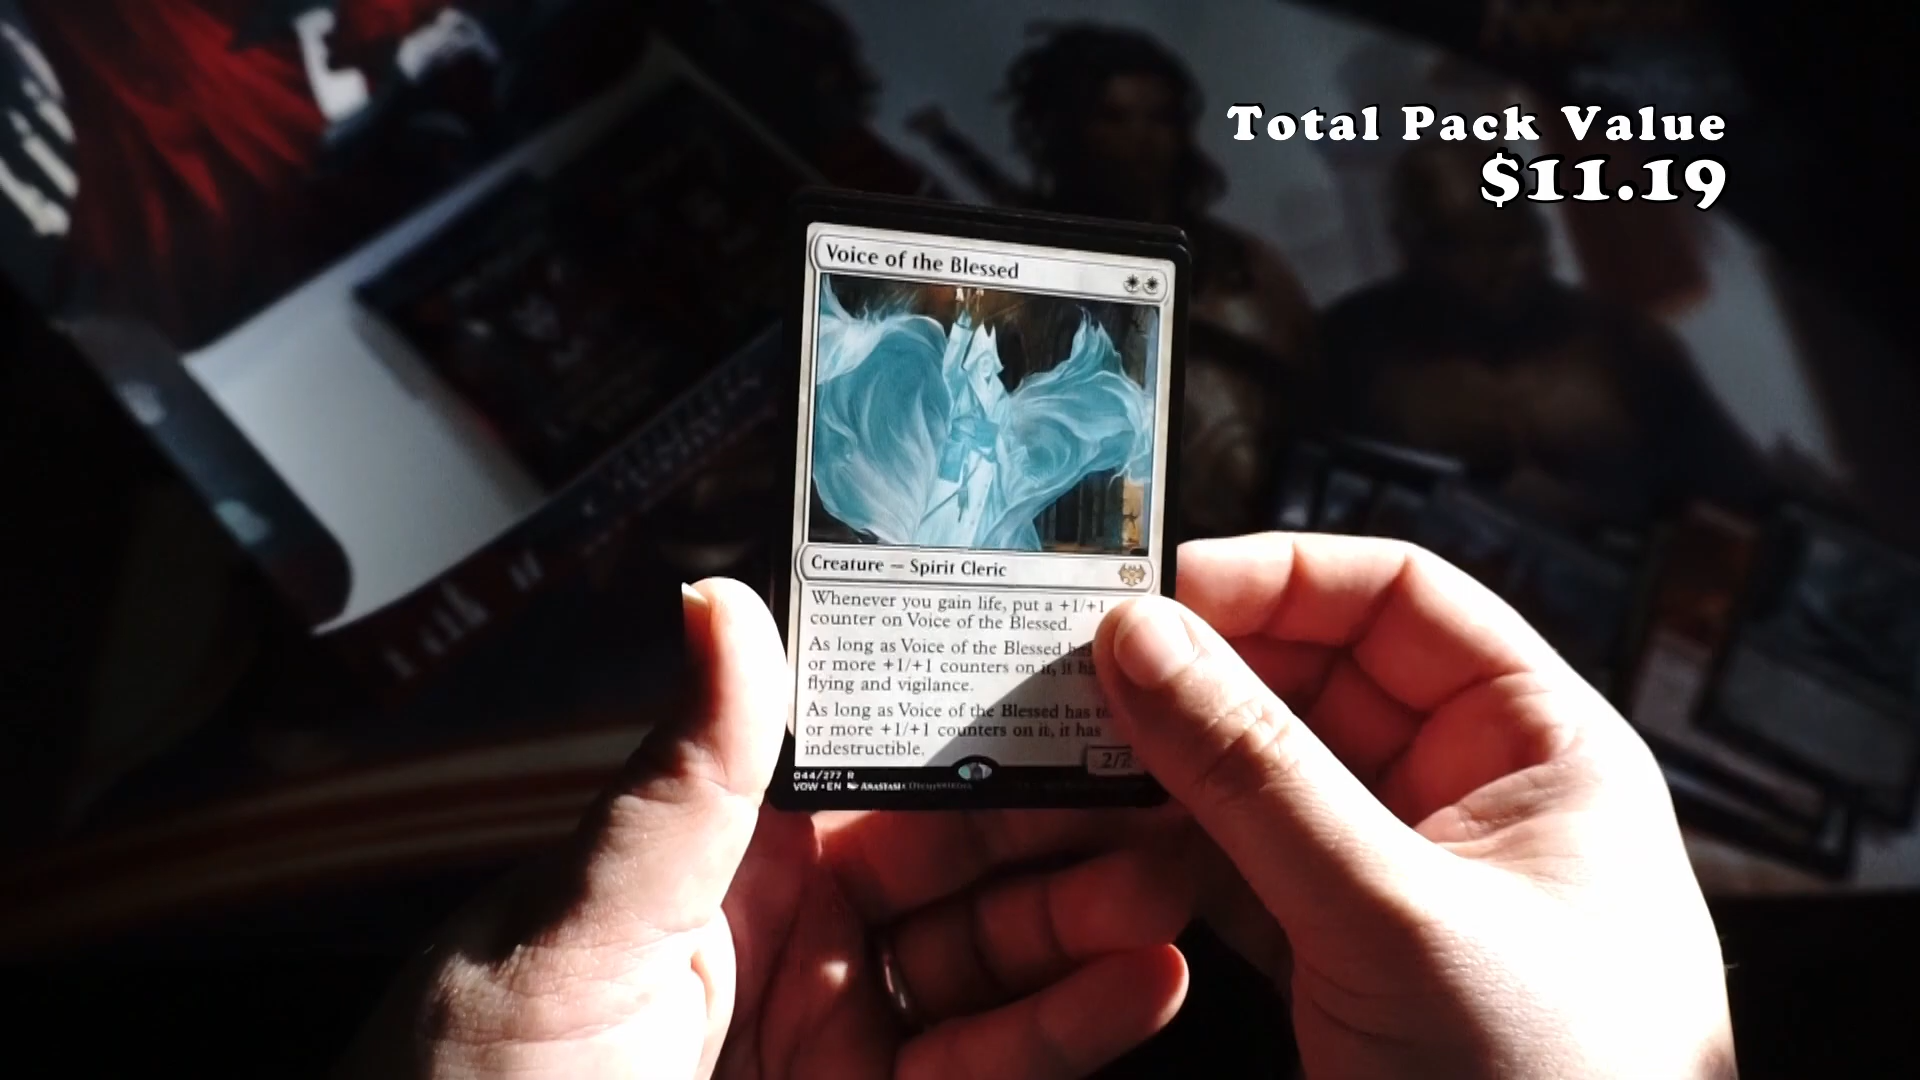 Total Pack Value
$11.19
Voice of the Blessed
Creature — Spirit Cleric
Whenever you gain life, put a +1/+1
counter on Voice of the Blessed.
As long as Voice of the Blessed
or more +1/+1 counters on it, it
flying and vigilance.
As long as Voice of the Blessed has
or more +1/+1 counters on it, it has
indestructible.
2/2
044/277 R
VOW • EN